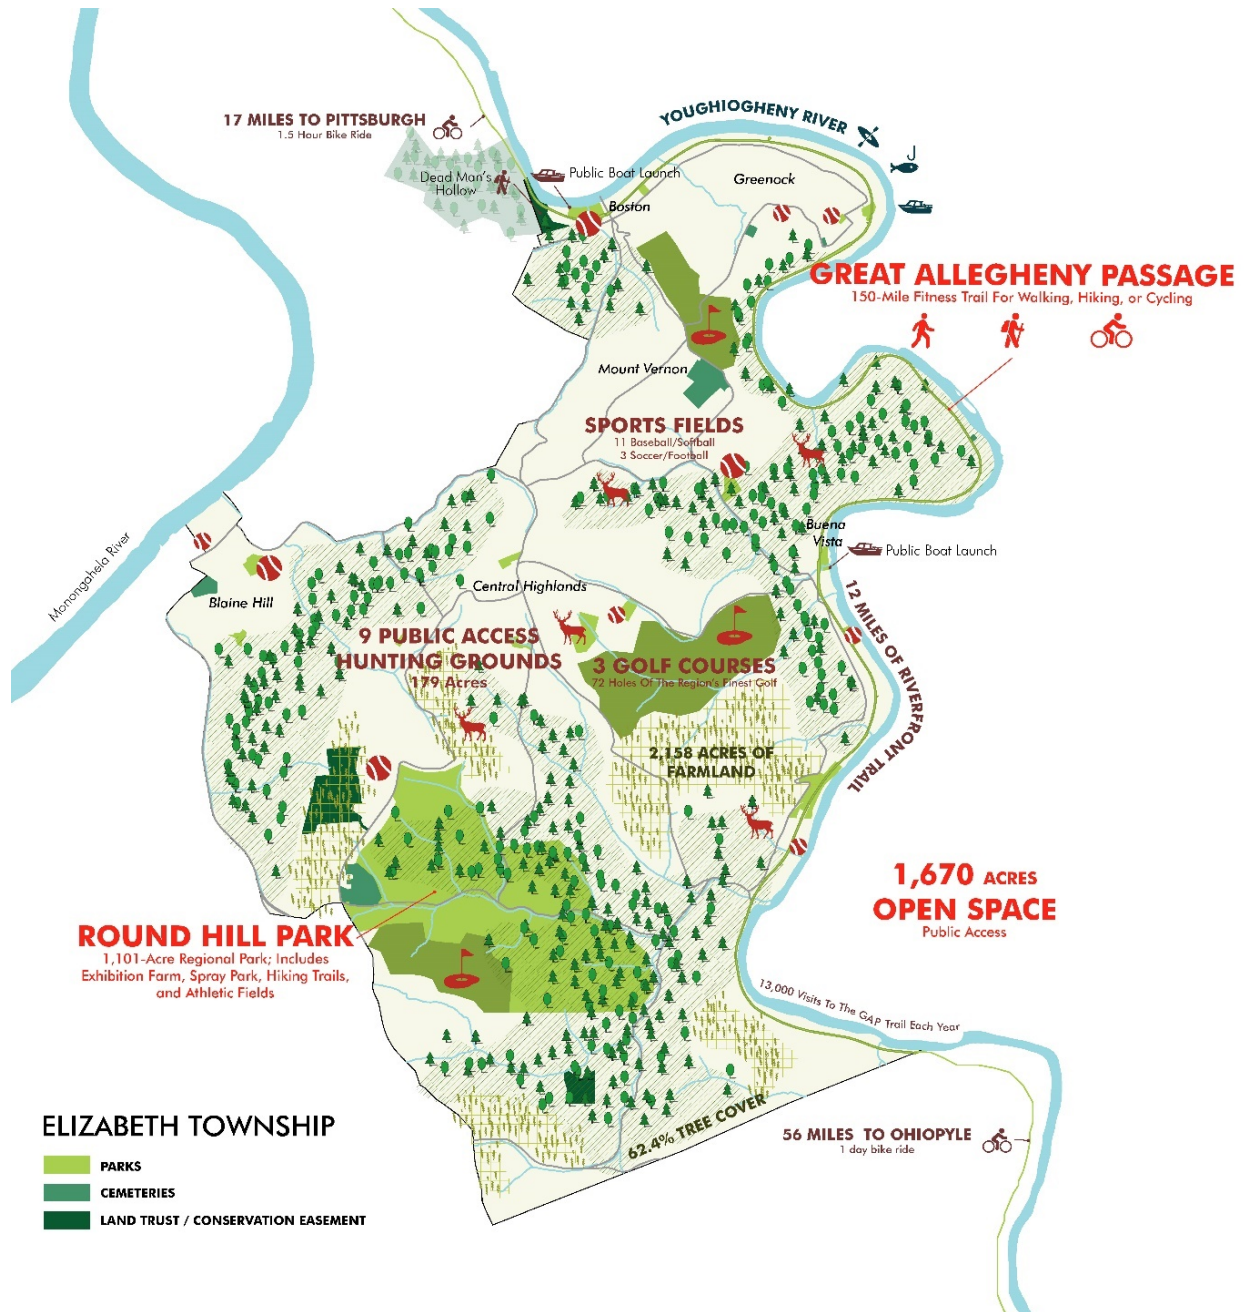 YOUGHIOGHENY RIVER
17 MILES TO PITTSBURGH
1.5 Hour Bike Ride
Dead Man's
Hollow
Public Boat Launch
Boston
Greenock
GREAT ALLEGHENY PASSAGE
150-Mile Fitness Trail For Walking, Hiking, or Cycling
Mount Vernon
SPORTS FIELDS
11 Baseball/Softball
3 Soccer/Football
Buena
Vista
Public Boat Launch
Monongahela River
Blaine Hill
Central Highlands
9 PUBLIC ACCESS
HUNTING GROUNDS
179 Acres
3 GOLF COURSES
72 Holes Of The Region's Finest Golf
12 MILES OF RIVERFRONT TRAIL
2,158 ACRES OF
FARMLAND
1,670 ACRES
OPEN SPACE
Public Access
ROUND HILL PARK
1,101-Acre Regional Park; Includes
Exhibition Farm, Spray Park, Hiking Trails,
and Athletic Fields
13,000 Visits To The GAP Trail Each Year
62.4% TREE COVER
56 MILES TO OHIOPYLE
1 day bike ride
ELIZABETH TOWNSHIP
PARKS
CEMETERIES
LAND TRUST / CONSERVATION EASEMENT